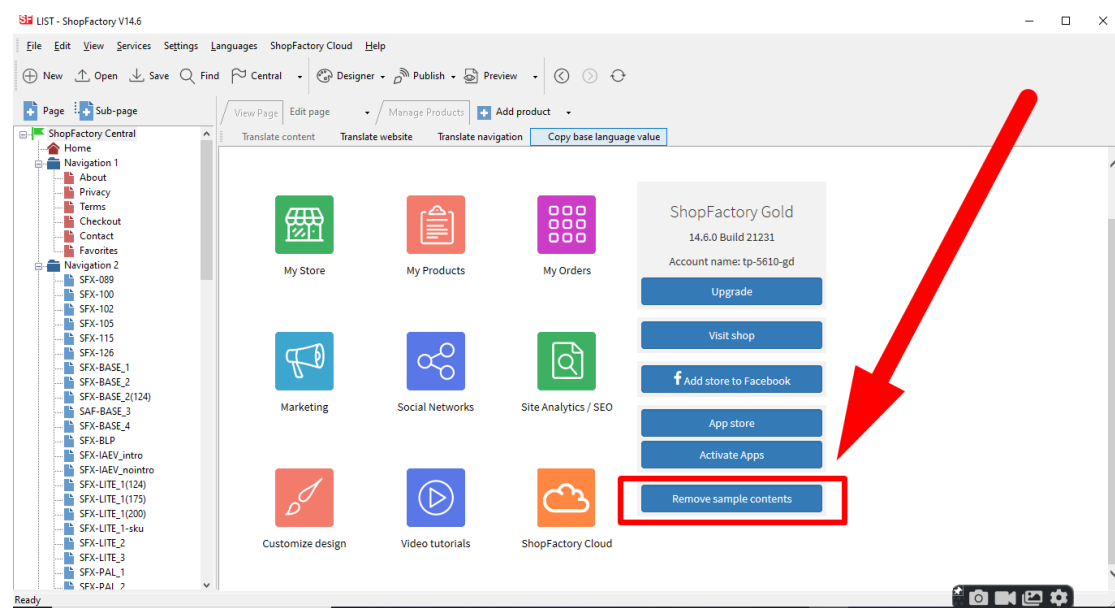 SF LIST - ShopFactory V14.6
File Edit View Services Settings Languages ShopFactory Cloud Help
New Open Save Find Central Designer Publish Preview
Page Sub-page
View Page Edit page Manage Products Add product
Translate content Translate website Translate navigation Copy base language value
ShopFactory Central
Home
Navigation 1
About
Privacy
Terms
Checkout
Contact
Favorites
Navigation 2
SFX-089
SFX-100
SFX-102
SFX-105
SFX-115
SFX-126
SFX-BASE_1
SFX-BASE_2
SFX-BASE_2(124)
SAF-BASE_3
SFX-BASE_4
SFX-BLP
SFX-IAEV_intro
SFX-IAEV_nointro
SFX-LITE_1(124)
SFX-LITE_1(175)
SFX-LITE_1(200)
SFX-LITE_1-sku
SFX-LITE_2
SFX-LITE_3
SFX-PAL_1
SFX-PAL_2
My Store
My Products
My Orders
Marketing
Social Networks
Site Analytics / SEO
Customize design
Video tutorials
ShopFactory Cloud
ShopFactory Gold
14.6.0 Build 21231
Account name: tp-5610-gd
Upgrade
Visit shop
f Add store to Facebook
App store
Activate Apps
Remove sample contents
Ready